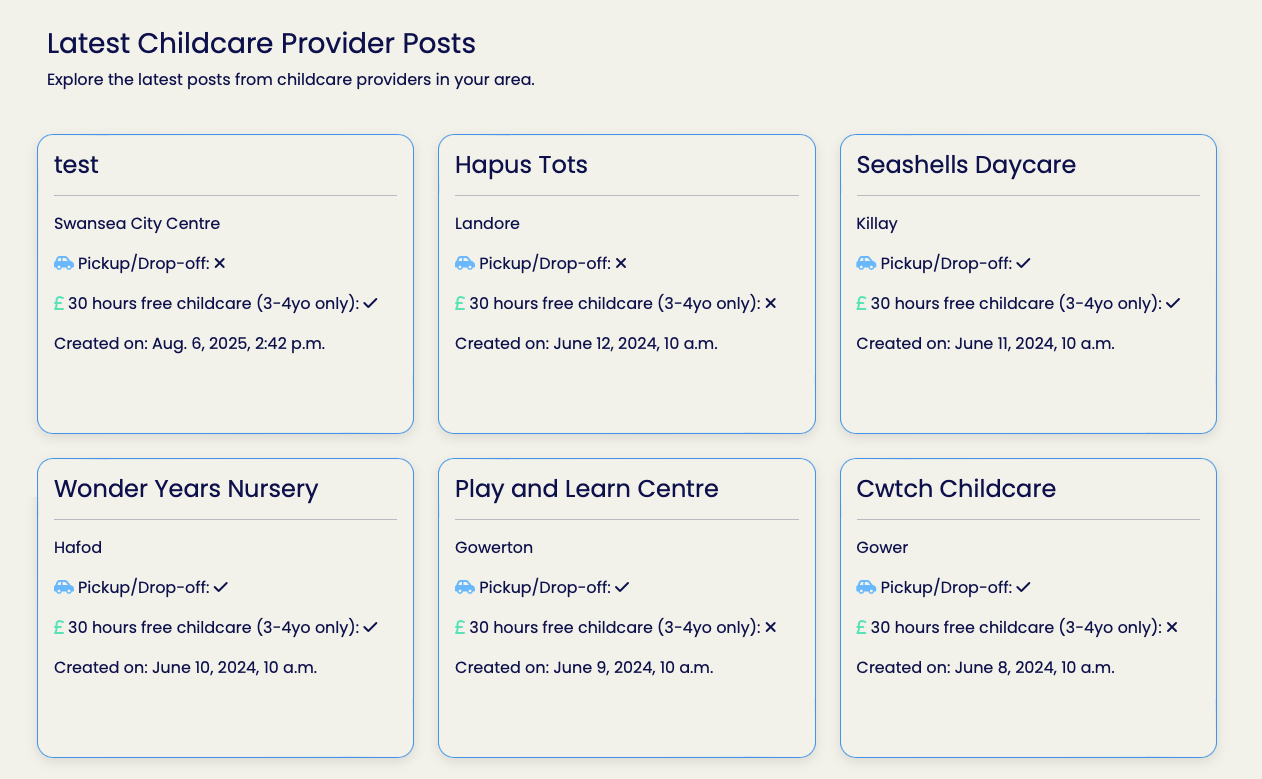 Latest Childcare Provider Posts
Explore the latest posts from childcare providers in your area.
test
Swansea City Centre
Pickup/Drop-off: ✕
£ 30 hours free childcare (3-4yo only): ✓
Created on: Aug. 6, 2025, 2:42 p.m.
Hapus Tots
Landore
Pickup/Drop-off: ✕
£ 30 hours free childcare (3-4yo only): ✕
Created on: June 12, 2024, 10 a.m.
Seashells Daycare
Killay
Pickup/Drop-off: ✓
£ 30 hours free childcare (3-4yo only): ✓
Created on: June 11, 2024, 10 a.m.
Wonder Years Nursery
Hafod
Pickup/Drop-off: ✓
£ 30 hours free childcare (3-4yo only): ✓
Created on: June 10, 2024, 10 a.m.
Play and Learn Centre
Gowerton
Pickup/Drop-off: ✓
£ 30 hours free childcare (3-4yo only): ✕
Created on: June 9, 2024, 10 a.m.
Cwtch Childcare
Gower
Pickup/Drop-off: ✓
£ 30 hours free childcare (3-4yo only): ✕
Created on: June 8, 2024, 10 a.m.